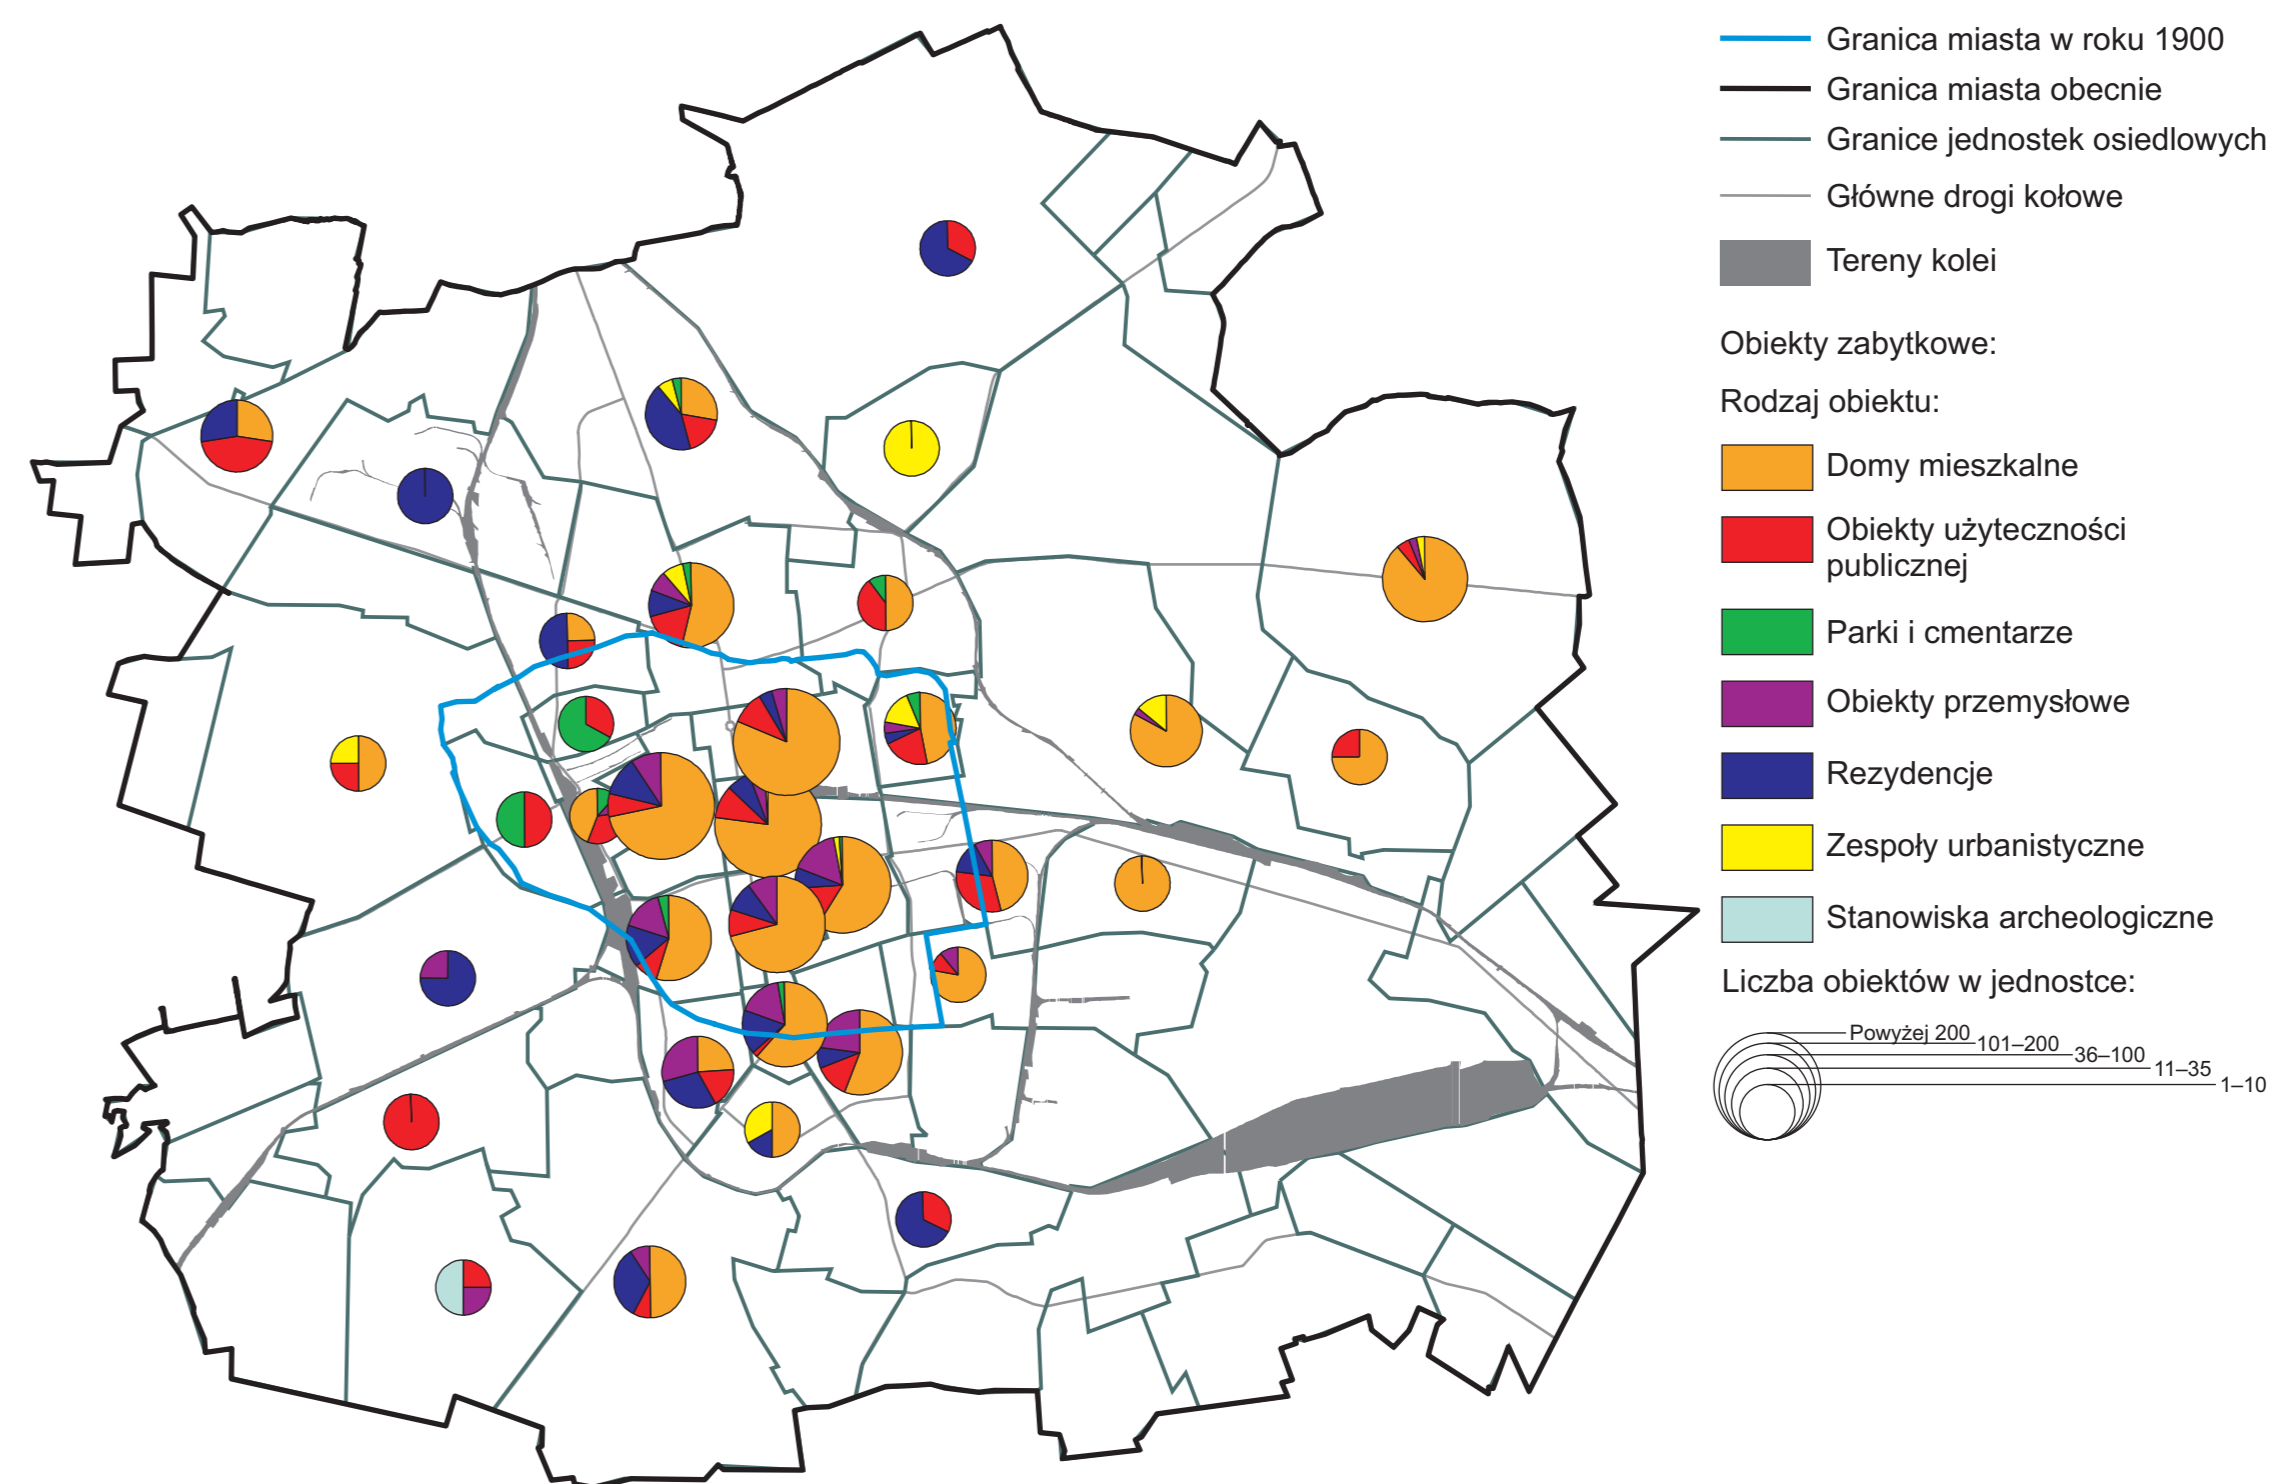 Granica miasta w roku 1900
Granica miasta obecnie
Granice jednostek osiedlowych
Główne drogi kołowe
Tereny kolei
Obiekty zabytkowe:
Rodzaj obiektu:
Domy mieszkalne
Obiekty użyteczności
publicznej
Parki i cmentarze
Obiekty przemysłowe
Rezydencje
Zespoły urbanistyczne
Stanowiska archeologiczne
Liczba obiektów w jednostce:
Powyżej 200
101–200
36–100
11–35
1–10